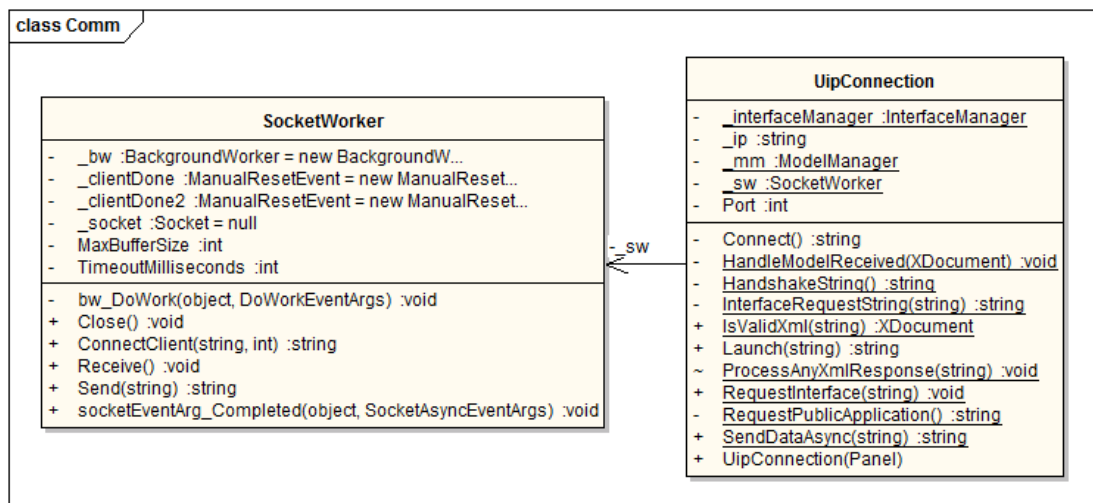 class Comm
SocketWorker
- _bw :BackgroundWorker = new BackgroundW...
- _clientDone :ManualResetEvent = new ManualReset...
- _clientDone2 :ManualResetEvent = new ManualReset...
- _socket :Socket = null
- MaxBufferSize :int
- TimeoutMilliseconds :int
- bw_DoWork(object, DoWorkEventArgs) :void
+ Close() :void
+ ConnectClient(string, int) :string
+ Receive() :void
+ Send(string) :string
+ socketEventArg_Completed(object, SocketAsyncEventArgs) :void
-_sw
UipConnection
- _interfaceManager :InterfaceManager
- _ip :string
- _mm :ModelManager
- _sw :SocketWorker
- Port :int
- Connect() :string
- HandleModelReceived(XDocument) :void
- HandshakeString() :string
- InterfaceRequestString(string) :string
+ IsValidXml(string) :XDocument
+ Launch(string) :string
~ ProcessAnyXmlResponse(string) :void
+ RequestInterface(string) :void
- RequestPublicApplication() :string
+ SendDataAsync(string) :string
+ UipConnection(Panel)